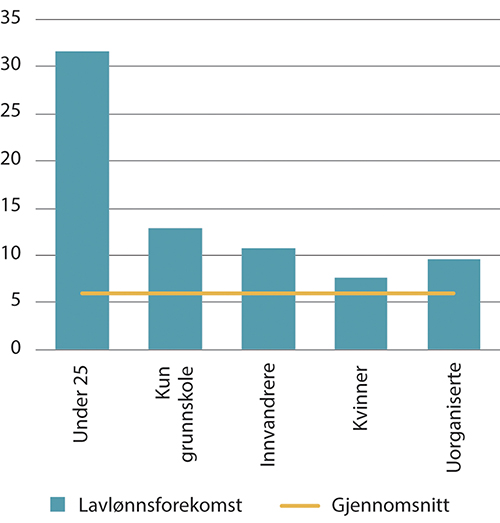 35
30
25
20
15
10
5
0
Under 25
Kun
grunnskole
Innvandrere
Kvinner
Uorganiserte
Lavlønnsforekomst
Gjennomsnitt